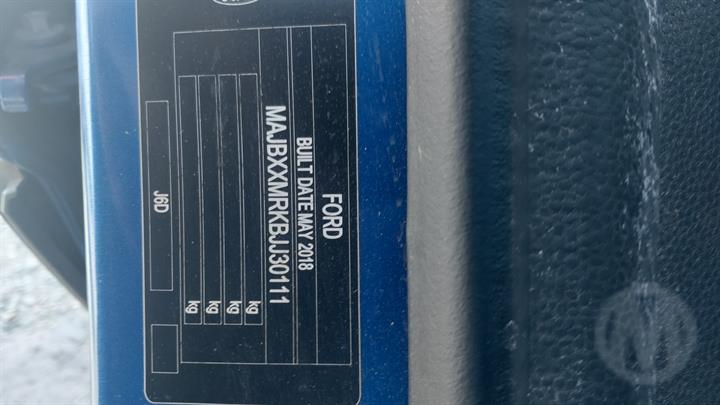 FORD
BUILT DATE MAY 2018
MAJBXXMRKBJJ30111
kg
kg
kg
kg
J6D